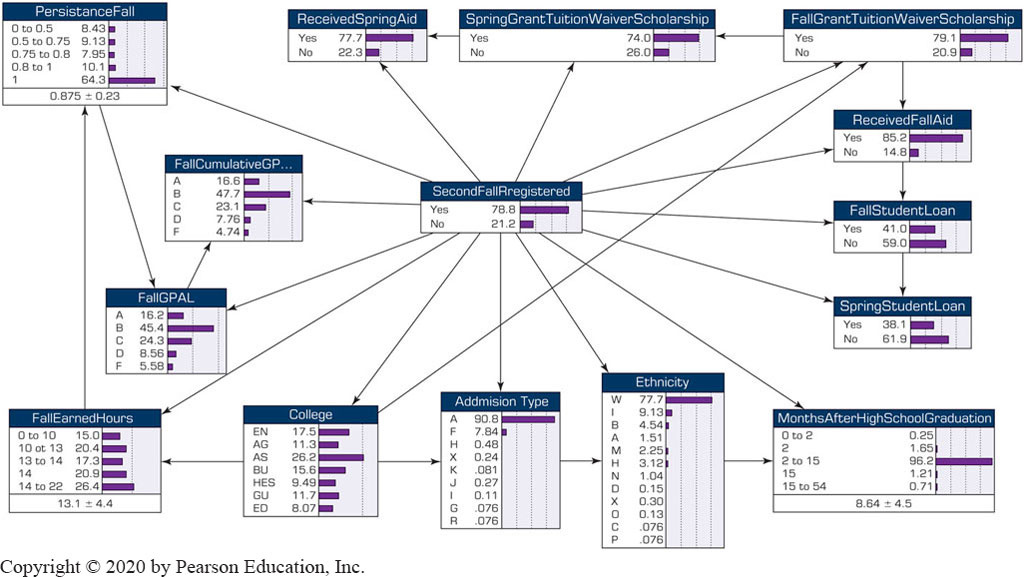 PersistanceFall
0 to 0.5 8.43
0.5 to 0.75 9.13
0.75 to 0.8 7.95
0.8 to 1 10.1
1 64.3
0.875 ± 0.23
ReceivedSpringAid
Yes 77.7
No 22.3
SpringGrantTuitionWaiverScholarship
Yes 74.0
No 26.0
FallGrantTuitionWaiverScholarship
Yes 79.1
No 20.9
ReceivedFallAid
Yes 85.2
No 14.8
FallCumulativeGP...
A 16.6
B 47.7
C 23.1
D 7.76
F 4.74
SecondFallRregistered
Yes 78.8
No 21.2
FallStudentLoan
Yes 41.0
No 59.0
FallGPAL
A 16.2
B 45.4
C 24.3
D 8.56
F 5.58
SpringStudentLoan
Yes 38.1
No 61.9
FallEarnedHours
0 to 10 15.0
10 ot 13 20.4
13 to 14 17.3
14 20.9
14 to 22 26.4
13.1 ± 4.4
College
EN 17.5
AG 11.3
AS 26.2
BU 15.6
HES 9.49
GU 11.7
ED 8.07
Addmision Type
A 90.8
F 7.84
H 0.48
X 0.24
K .081
J 0.27
I 0.11
G .076
R .076
Ethnicity
W 77.7
I 9.13
B 4.54
A 1.51
M 2.25
H 3.12
N 1.04
D 0.15
X 0.30
O 0.13
C .076
P .076
MonthsAfterHighSchoolGraduation
0 to 2 0.25
2 1.65
2 to 15 96.2
15 1.21
15 to 54 0.71
8.64 ± 4.5
Copyright © 2020 by Pearson Education, Inc.